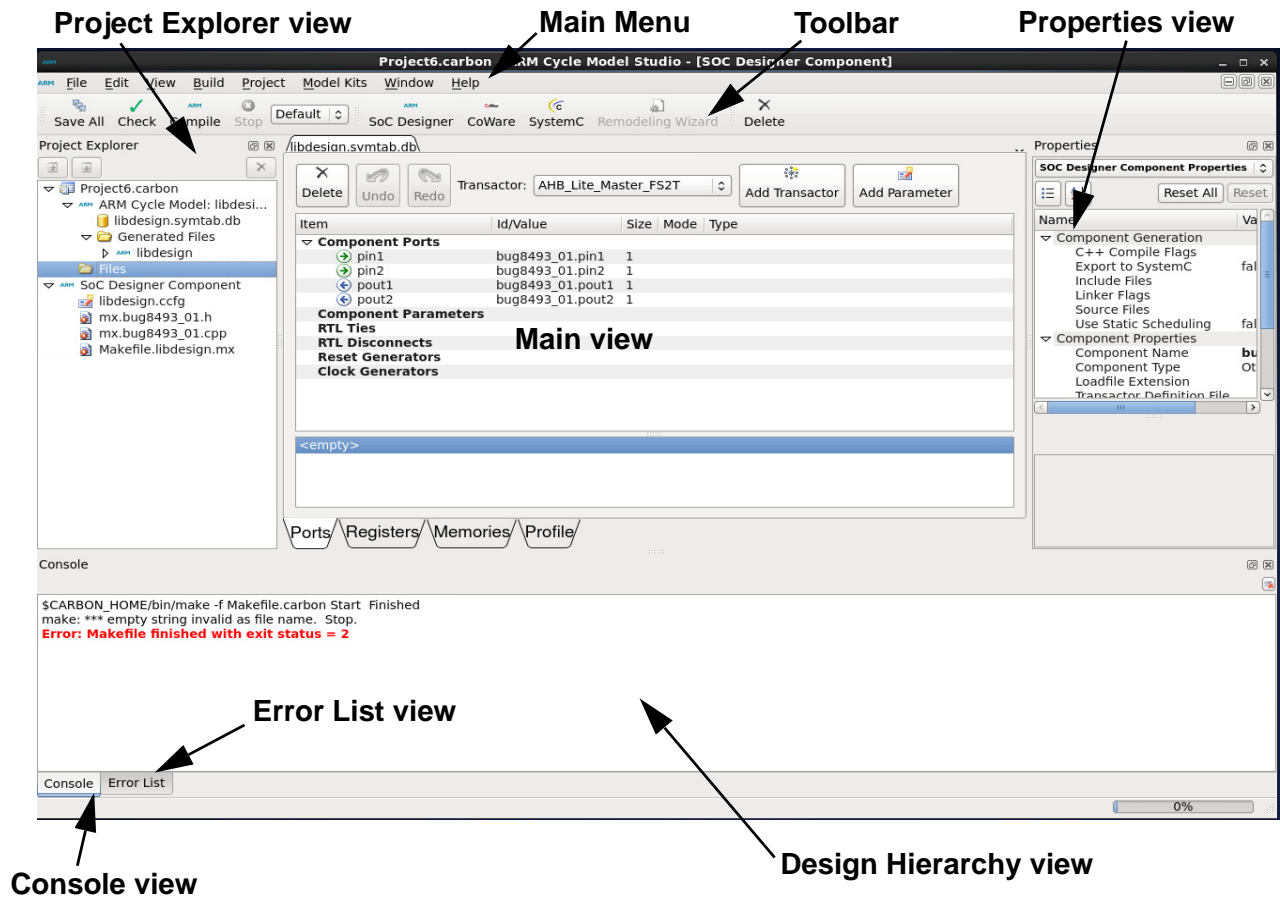 Project Explorer view
Main Menu
Toolbar
Properties view
ARM
Project6.carbon - ARM Cycle Model Studio - [SOC Designer Component]
ARM File Edit View Build Project Model Kits Window Help
Save All Check Compile Stop Default SoC Designer CoWare SystemC Remodeling Wizard Delete
Project Explorer
Project6.carbon
ARM Cycle Model: libdesi...
libdesign.symtab.db
Generated Files
libdesign
Files
SoC Designer Component
libdesign.ccfg
mx.bug8493_01.h
mx.bug8493_01.cpp
Makefile.libdesign.mx
libdesign.symtab.db
Delete Undo Redo Transactor: AHB_Lite_Master_FS2T Add Transactor Add Parameter
Item Id/Value Size Mode Type
Component Ports
pin1 bug8493_01.pin1 1
pin2 bug8493_01.pin2 1
pout1 bug8493_01.pout1 1
pout2 bug8493_01.pout2 1
Component Parameters
RTL Ties
RTL Disconnects
Reset Generators
Clock Generators
Main view
<empty>
Ports Registers Memories Profile
Properties
SOC Designer Component Properties
Reset All Reset
Name Va
Component Generation
C++ Compile Flags
Export to SystemC fal
Include Files
Linker Flags
Source Files
Use Static Scheduling fal
Component Properties
Component Name bu
Component Type Ot
Loadfile Extension
Transactor Definition File
Console
$CARBON_HOME/bin/make -f Makefile.carbon Start Finished
make: *** empty string invalid as file name. Stop.
Error: Makefile finished with exit status = 2
Error List view
Console Error List
0%
Design Hierarchy view
Console view